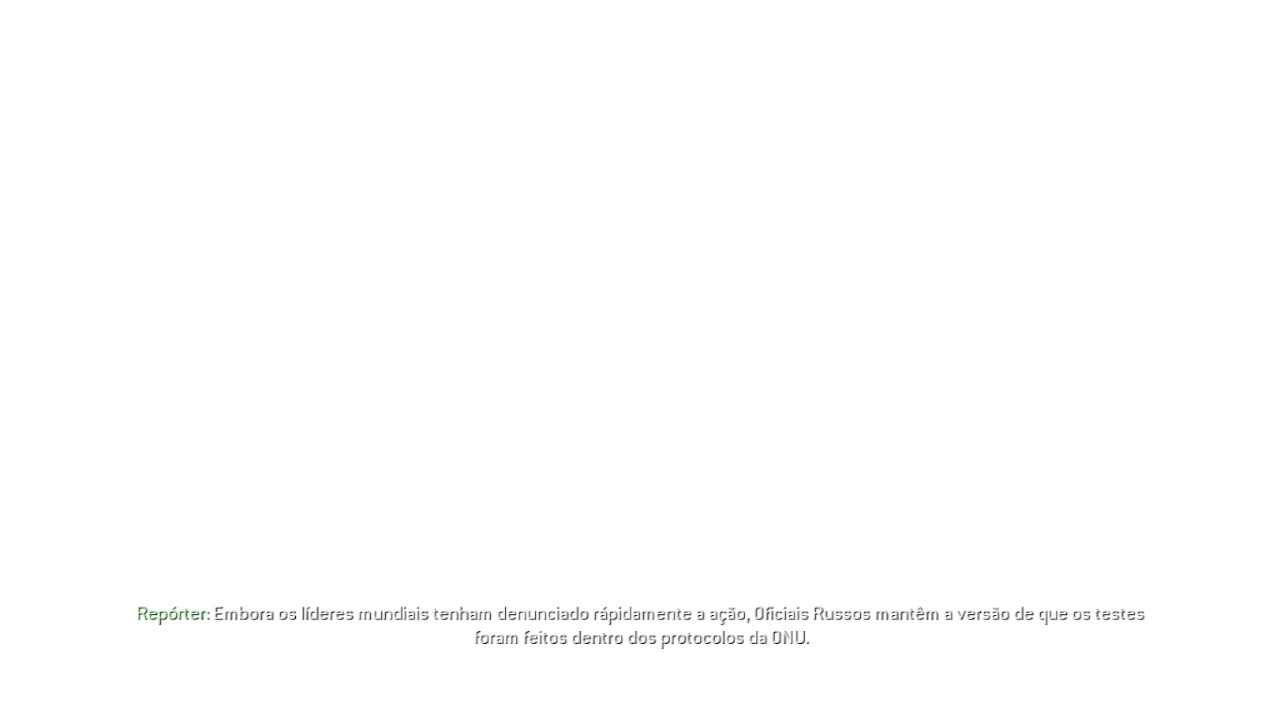 Repórter: Embora os líderes mundiais tenham denunciado rápidamente a ação, Oficiais Russos mantêm a versão de que os testes
foram feitos dentro dos protocolos da ONU.